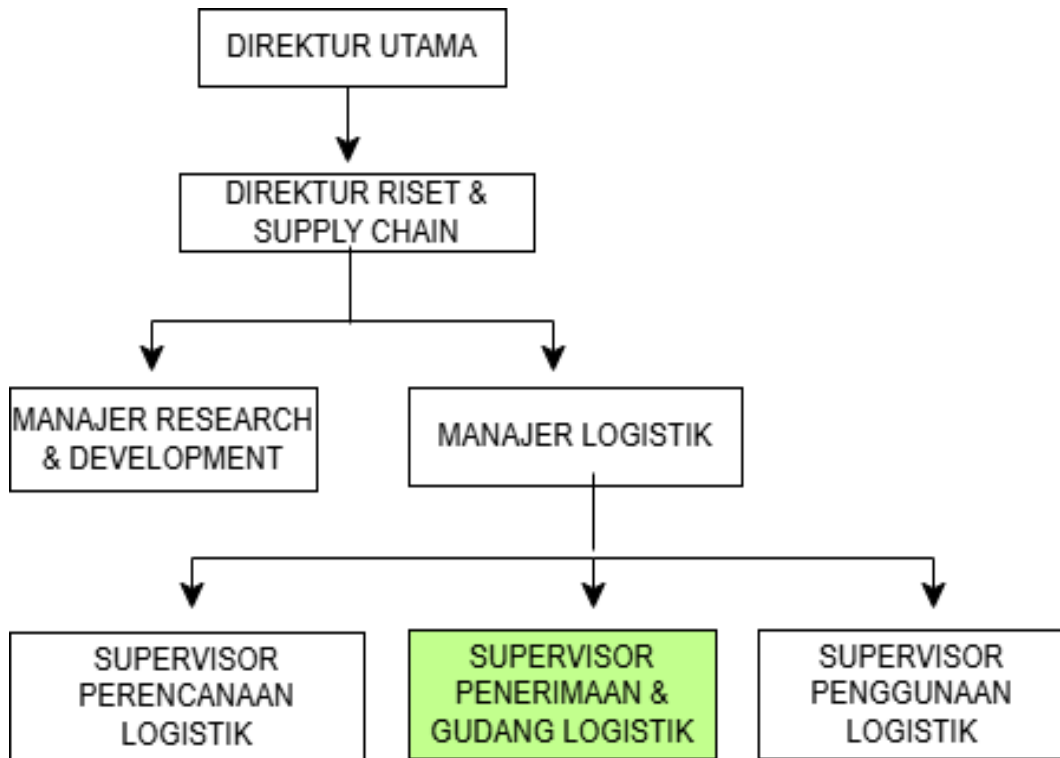 DIREKTUR UTAMA
DIREKTUR RISET &
SUPPLY CHAIN
MANAJER RESEARCH
& DEVELOPMENT
MANAJER LOGISTIK
SUPERVISOR
PERENCANAAN
LOGISTIK
SUPERVISOR
PENERIMAAN &
GUDANG LOGISTIK
SUPERVISOR
PENGGUNAAN
LOGISTIK